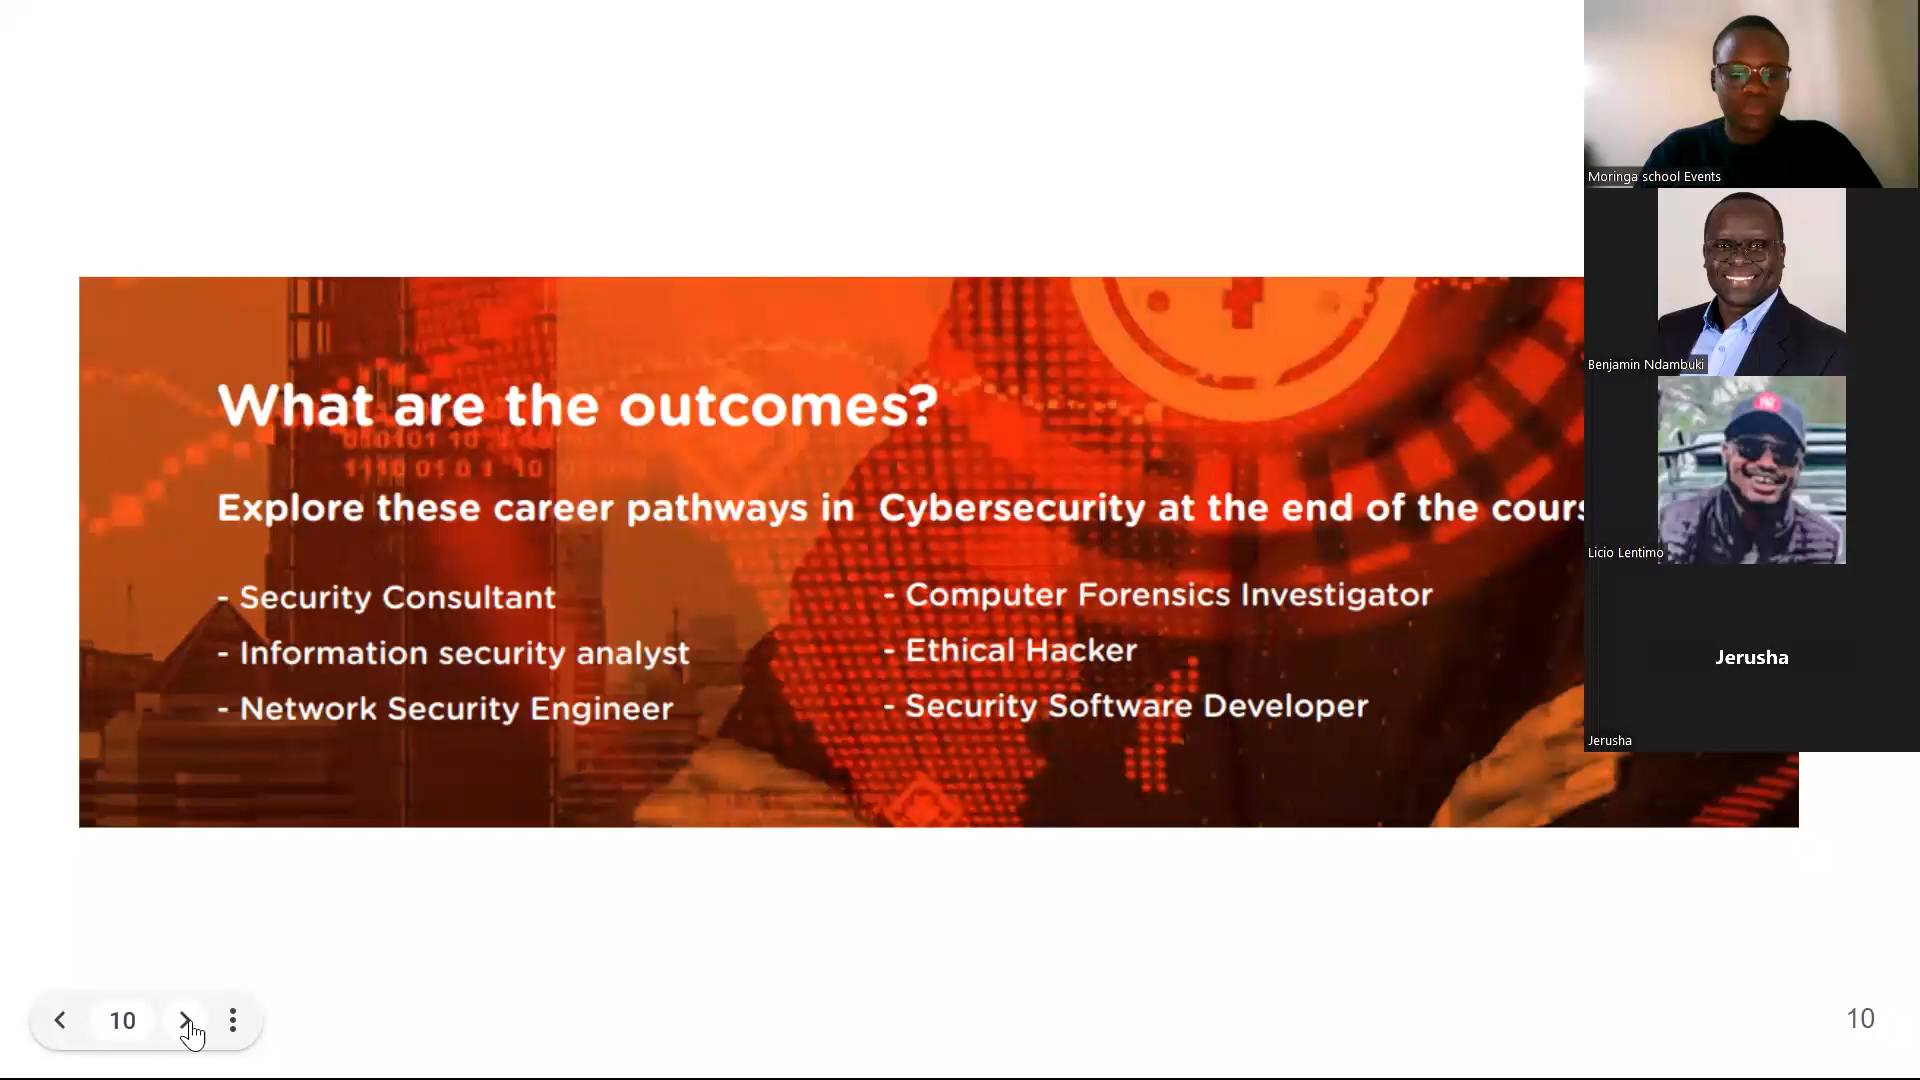 Moringa school Events
Benjamin Ndambuki
Licio Lentimo
Jerusha
Jerusha
What are the outcomes?
Explore these career pathways in Cybersecurity at the end of the cours
- Security Consultant
- Information security analyst
- Network Security Engineer
- Computer Forensics Investigator
- Ethical Hacker
- Security Software Developer
10
10